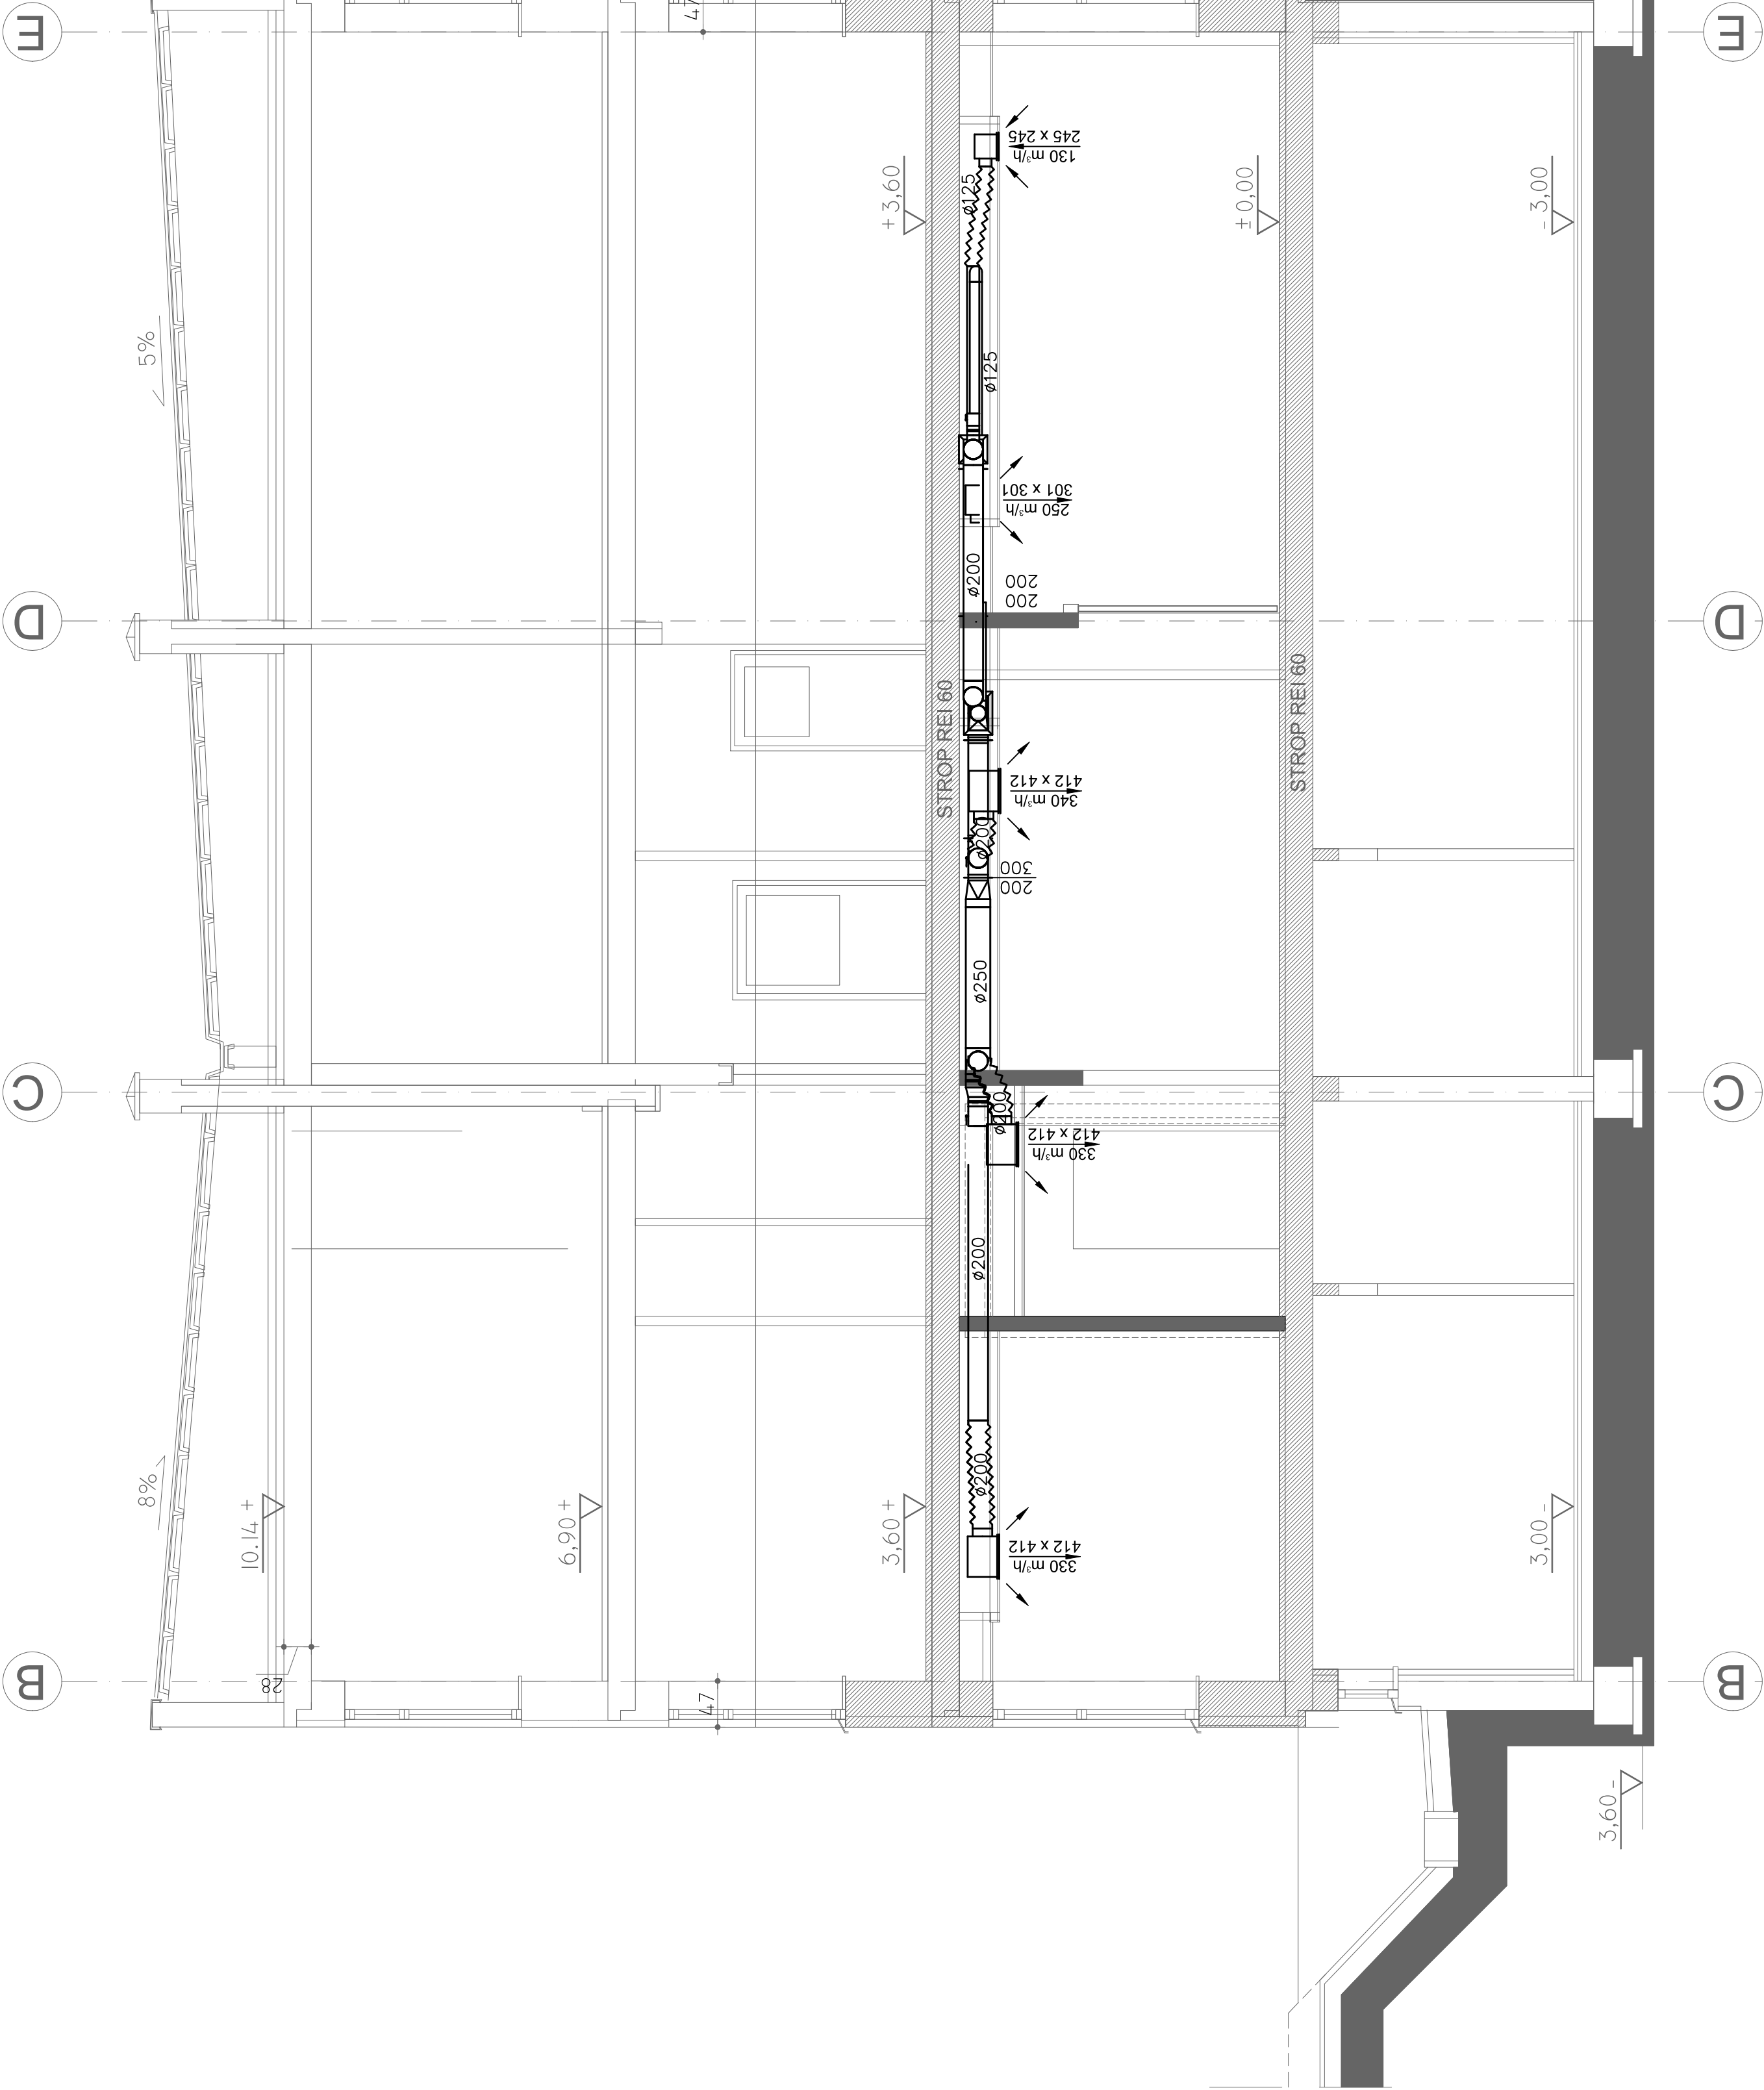 E
E
47
130 m³/h
245 x 245
ø125
+3,60
±0,00
-3,00
5%
ø125
250 m³/h
301 x 301
ø200
200
200
D
D
STROP REI 60
STROP REI 60
340 m³/h
412 x 412
ø200
200
300
ø250
C
C
ø200
330 m³/h
412 x 412
ø200
8%
ø200
10.14+
6,90+
3,60+
3,00-
330 m³/h
412 x 412
B
B
28
47
3,60-